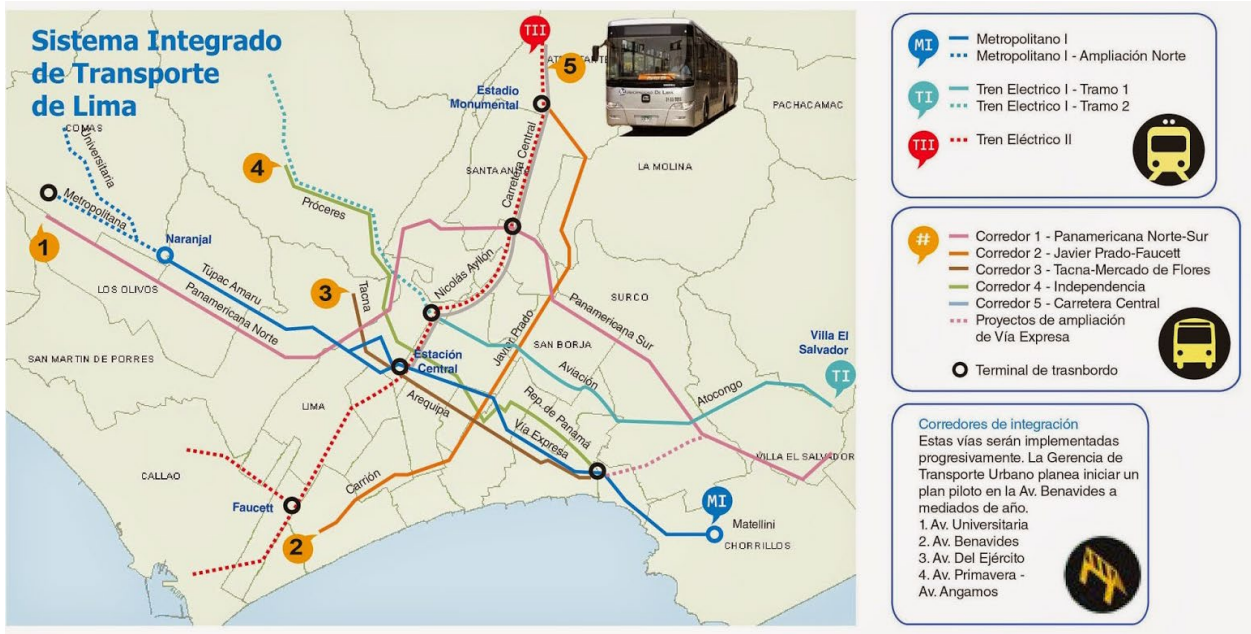 Sistema Integrado
de Transporte
de Lima
TII
5
Estadio
Monumental
PACHACAMAC
COMAS
Universitaria
4
SANTA ANITA
Carretera Central
LA MOLINA
Metropolitana
Próceres
1
Naranjal
Túpac Amaru
Nicolás Ayllón
LOS OLIVOS
3
Tacna
Panamericana Norte
SURCO
Panamericana Sur
Javier Prado
SAN BORJA
Villa El
Salvador
TI
SAN MARTIN DE PORRES
Estación
Central
Aviación
Atocongo
LIMA
Arequipa
Rep. de Panamá
Vía Expresa
VILLA EL SALVADOR
CALLAO
Carrión
Faucett
MI
2
Matellini
CHORRILLOS
MI
Metropolitano I
Metropolitano I - Ampliación Norte
TI
Tren Electrico I - Tramo 1
Tren Electrico I - Tramo 2
TII
Tren Eléctrico II
#
Corredor 1 - Panamericana Norte-Sur
Corredor 2 - Javier Prado-Faucett
Corredor 3 - Tacna-Mercado de Flores
Corredor 4 - Independencia
Corredor 5 - Carretera Central
Proyectos de ampliación
de Vía Expresa
Terminal de trasnbordo
Corredores de integración
Estas vías serán implementadas
progresivamente. La Gerencia de
Transporte Urbano planea iniciar un
plan piloto en la Av. Benavides a
mediados de año.
1. Av. Universitaria
2. Av. Benavides
3. Av. Del Ejército
4. Av. Primavera -
Av. Angamos